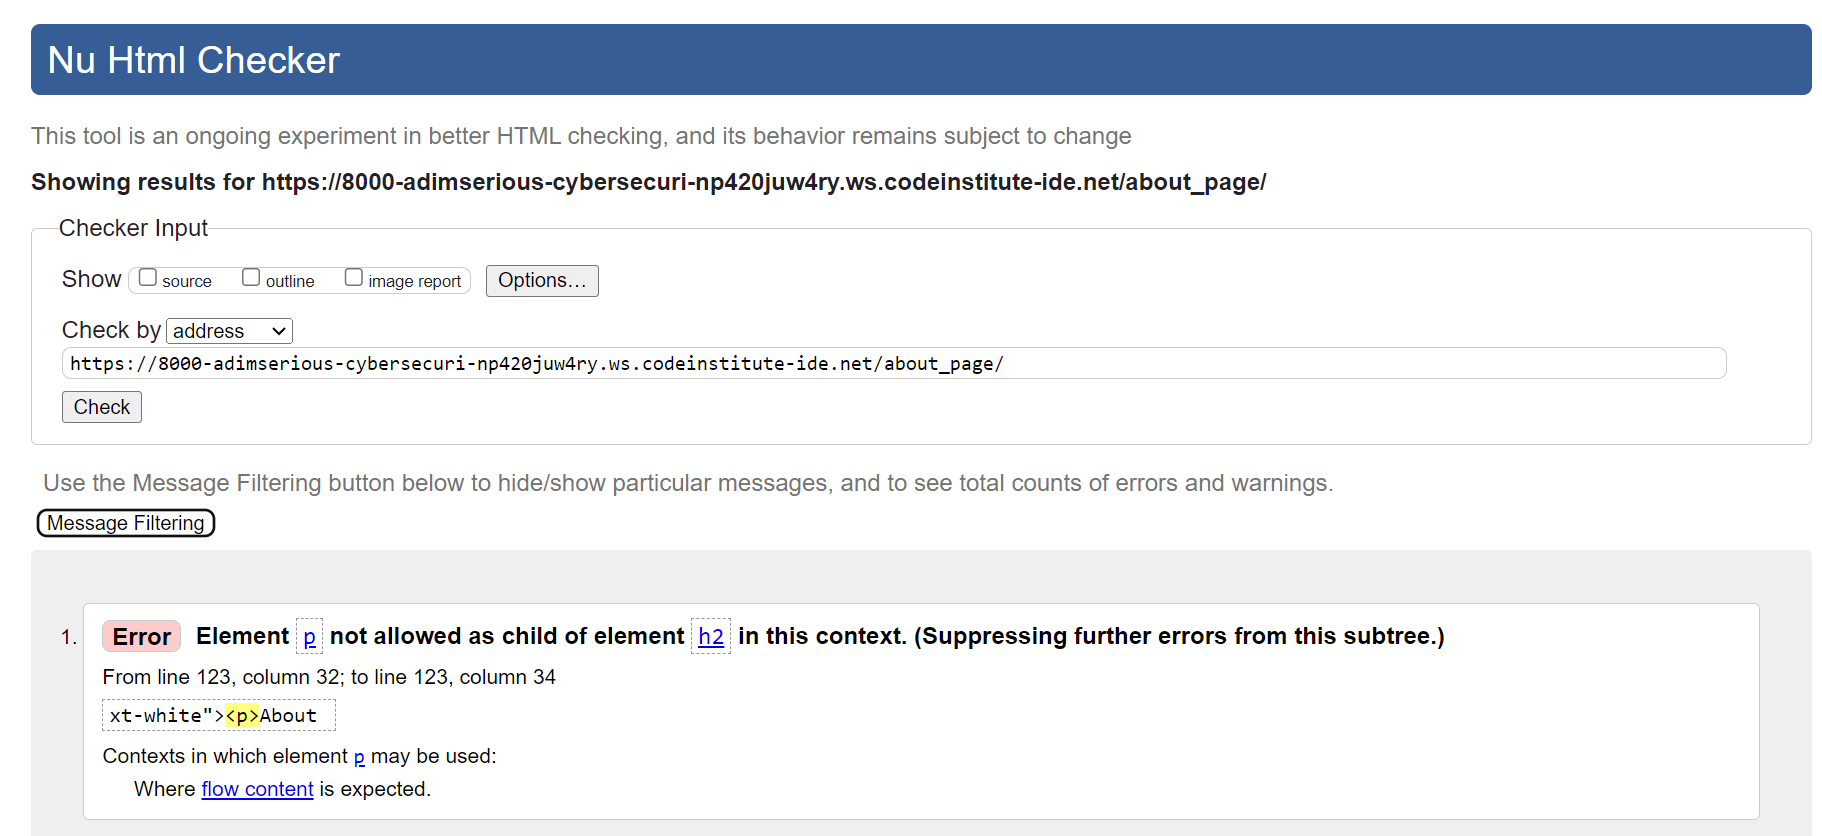 Nu Html Checker
This tool is an ongoing experiment in better HTML checking, and its behavior remains subject to change
Showing results for https://8000-adimserious-cybersecuri-np420juw4ry.ws.codeinstitute-ide.net/about_page/
Checker Input
Show source outline image report Options…
Check by address
https://8000-adimserious-cybersecuri-np420juw4ry.ws.codeinstitute-ide.net/about_page/
Check
Use the Message Filtering button below to hide/show particular messages, and to see total counts of errors and warnings.
Message Filtering
1. Error Element p not allowed as child of element h2 in this context. (Suppressing further errors from this subtree.)
From line 123, column 32; to line 123, column 34
xt-white"><p>About
Contexts in which element p may be used:
Where flow content is expected.